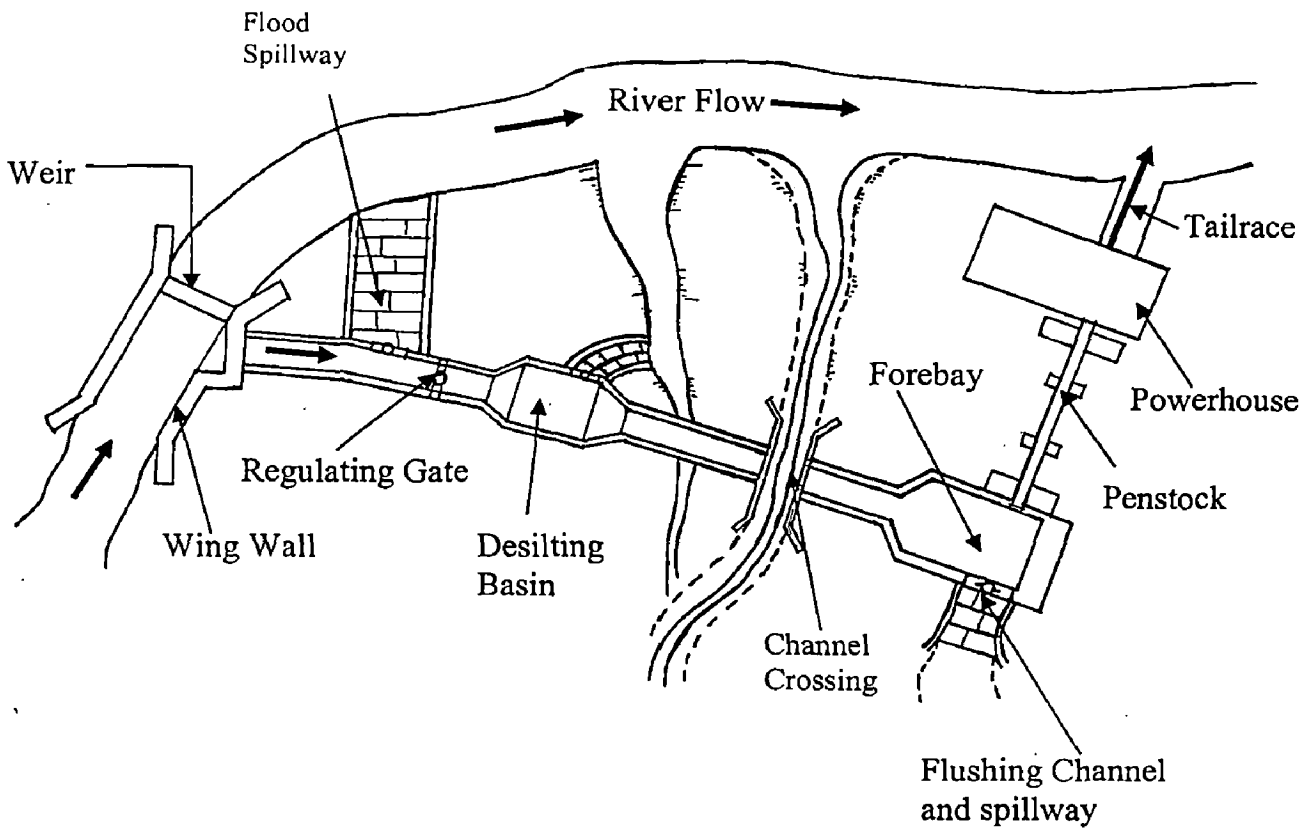 Flood
Spillway
River Flow
Weir
Tailrace
Forebay
Powerhouse
Regulating Gate
Penstock
Wing Wall
Desilting
Basin
Channel
Crossing
Flushing Channel
and spillway